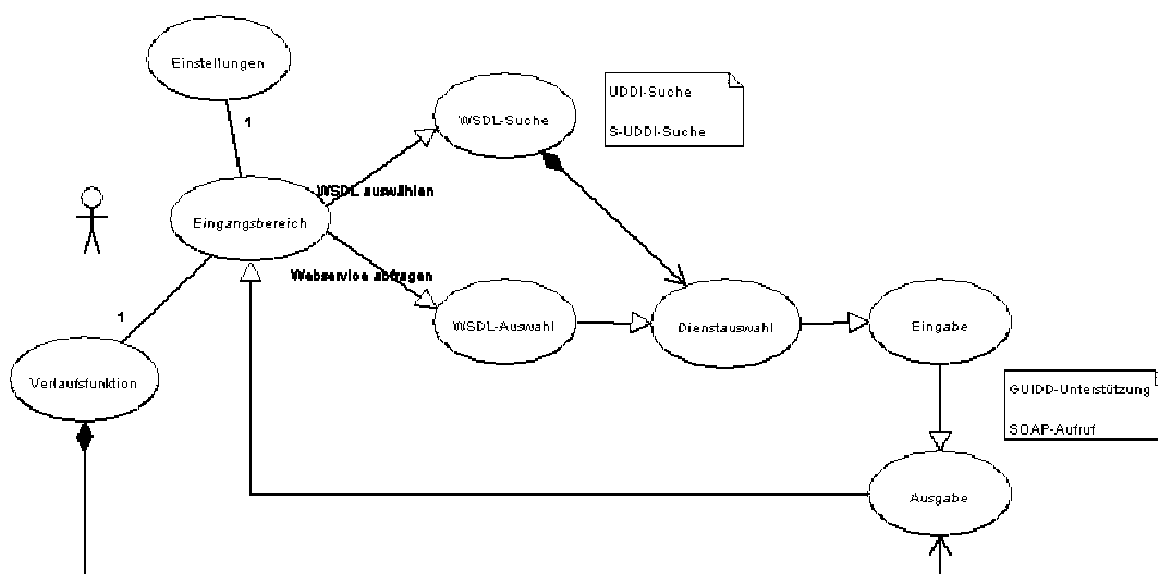 Einstellungen
1
WSDL-Suche
UDDI-Suche
S-UDDI-Suche
WSDL auswählen
Eingangsbereich
Webservice abfragen
1
WSDL-Auswahl
Dienstauswahl
Eingabe
Verlaufsfunktion
GUIDD-Unterstützung
SOAP-Aufruf
Ausgabe